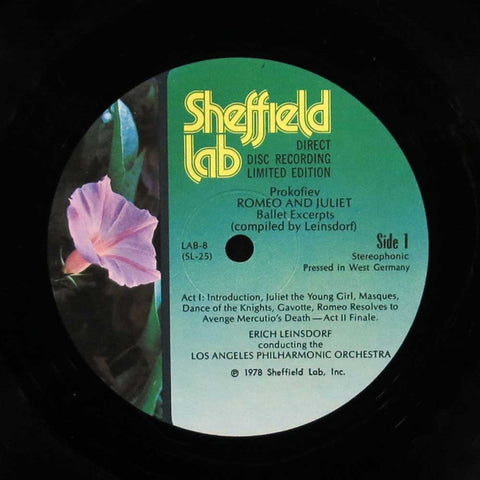 Sheffield
lab
DIRECT
DISC RECORDING
LIMITED EDITION
Prokofiev
ROMEO AND JULIET
Ballet Excerpts
(compiled by Leinsdorf)
LAB-8
(SL-25)
Side 1
Stereophonic
Pressed in West Germany
Act I: Introduction, Juliet the Young Girl, Masques,
Dance of the Knights, Gavotte, Romeo Resolves to
Avenge Mercutio's Death — Act II Finale.
ERICH LEINSDORF
conducting the
LOS ANGELES PHILHARMONIC ORCHESTRA
℗ 1978 Sheffield Lab, Inc.